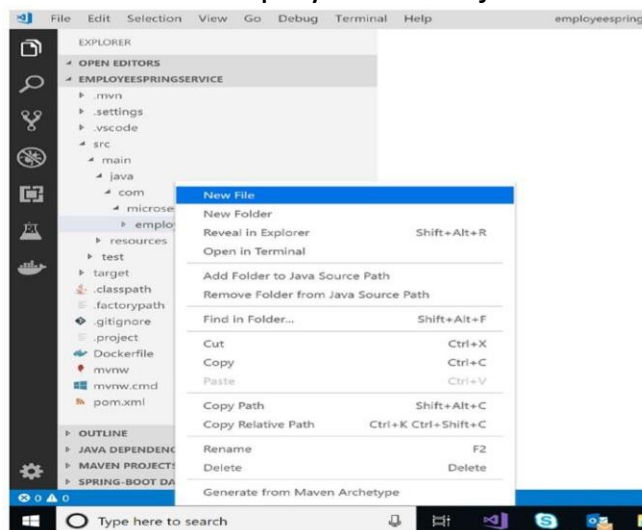 File Edit Selection View Go Debug Terminal Help employeespring
EXPLORER
OPEN EDITORS
EMPLOYEESPRINGSERVICE
.mvn
.settings
.vscode
src
main
java
com
microso
emplo
resources
test
target
.classpath
.factorypath
.gitignore
.project
Dockerfile
mvnw
mvnw.cmd
pom.xml
OUTLINE
JAVA DEPENDENC
MAVEN PROJECTS
SPRING-BOOT DA
New File
New Folder
Reveal in Explorer Shift+Alt+R
Open in Terminal
Add Folder to Java Source Path
Remove Folder from Java Source Path
Find in Folder... Shift+Alt+F
Cut Ctrl+X
Copy Ctrl+C
Paste Ctrl+V
Copy Path Shift+Alt+C
Copy Relative Path Ctrl+K Ctrl+Shift+C
Rename F2
Delete Delete
Generate from Maven Archetype
0 0
Type here to search